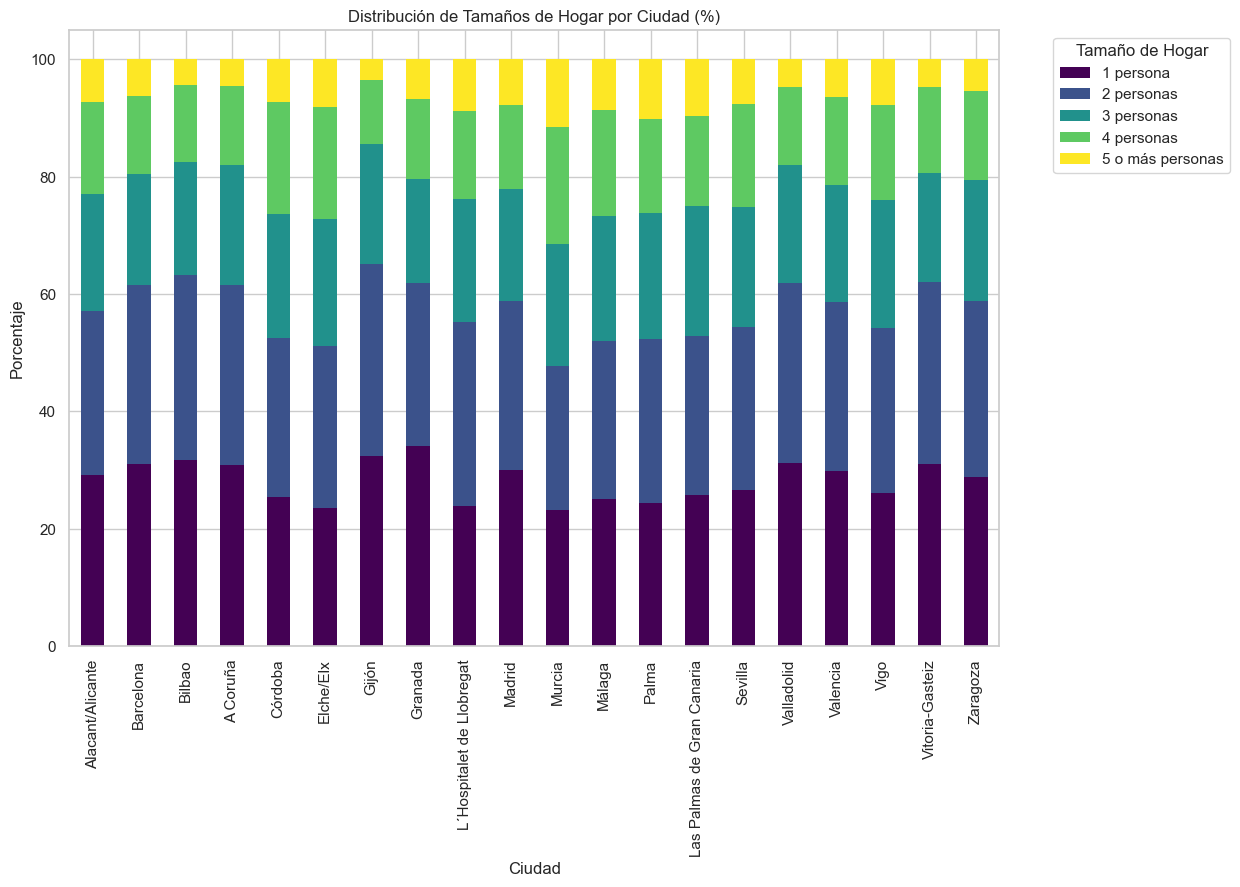 Distribución de Tamaños de Hogar por Ciudad (%)
Tamaño de Hogar
1 persona
2 personas
3 personas
4 personas
5 o más personas
Porcentaje
100
80
60
40
20
0
Alacant/Alicante
Barcelona
Bilbao
A Coruña
Córdoba
Elche/Elx
Gijón
Granada
L´Hospitalet de Llobregat
Madrid
Murcia
Málaga
Palma
Las Palmas de Gran Canaria
Sevilla
Valladolid
Valencia
Vigo
Vitoria-Gasteiz
Zaragoza
Ciudad